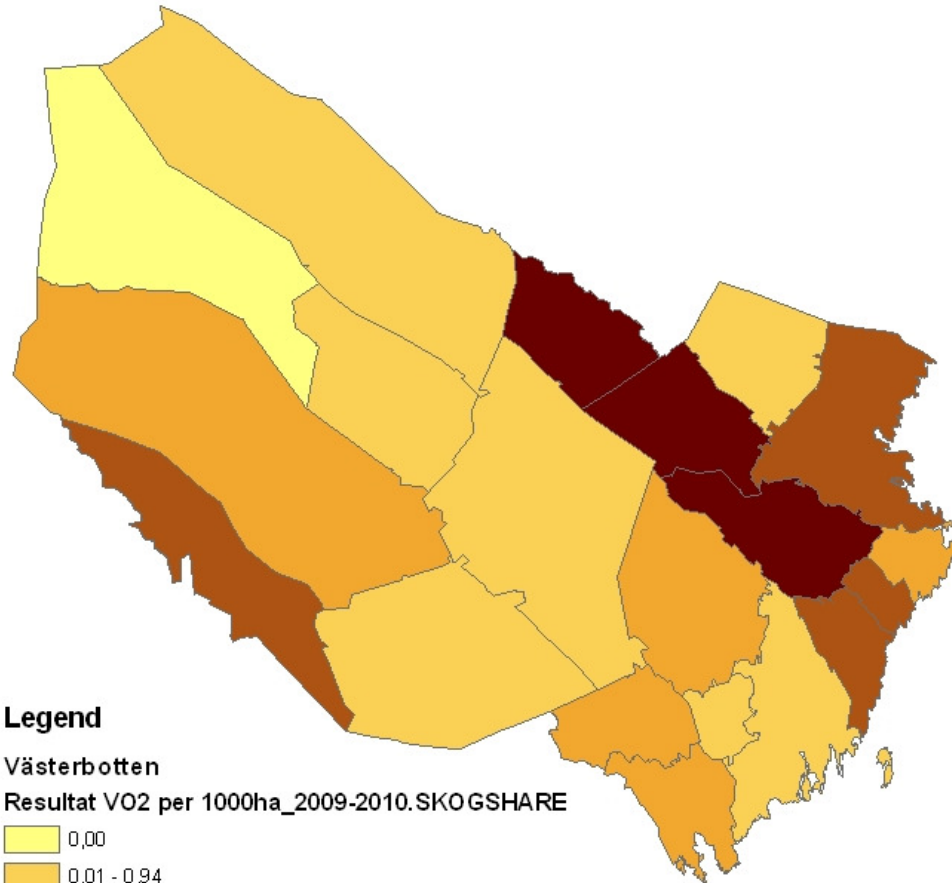 Legend
Västerbotten
Resultat VO2 per 1000ha_2009-2010.SKOGSHARE
0,00
0,01 - 0,94